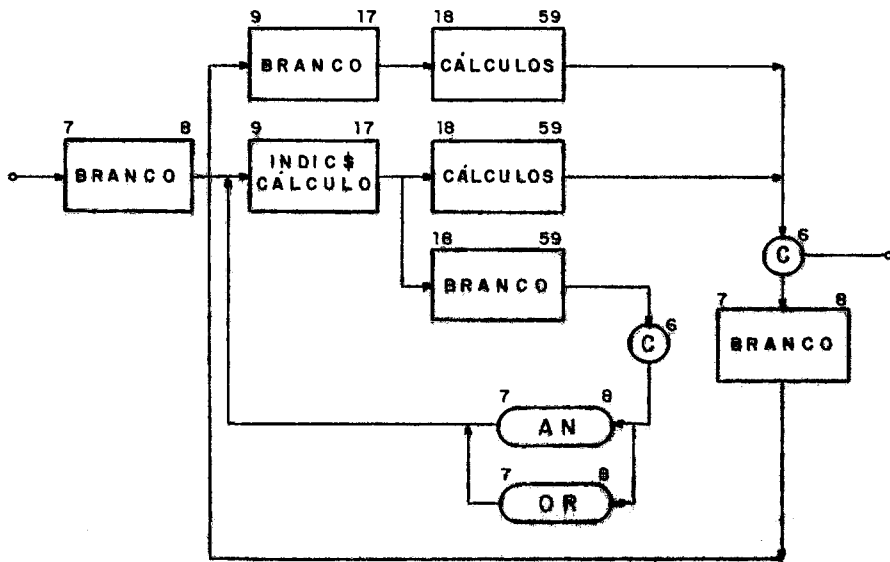 9 17 18 59
BRANCO CÁLCULOS
7 8 9 17 18 59
BRANCO INDIC$ CÁLCULO CÁLCULOS
18 59
BRANCO
C 6
7 8
BRANCO
C 6
7 8
AN
7 8
OR